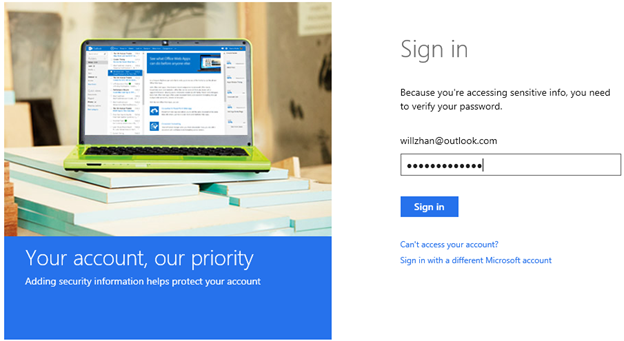 Sign in
Because you're accessing sensitive info, you need
to verify your password.
willzhan@outlook.com
●●●●●●●●●●●●●
Sign in
Can't access your account?
Sign in with a different Microsoft account
Your account, our priority
Adding security information helps protect your account